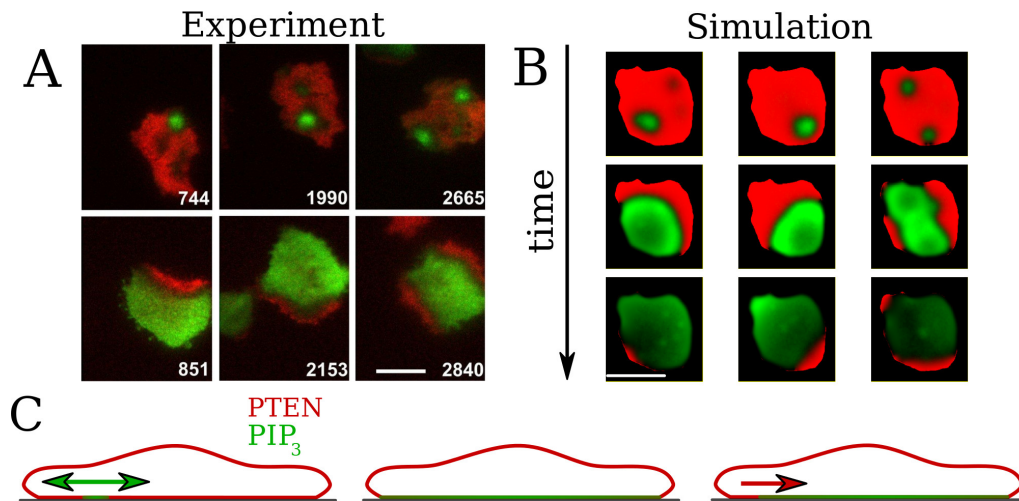 Experiment
Simulation
A
B
744
1990
2665
851
2153
2840
time
C
PTEN
PIP3